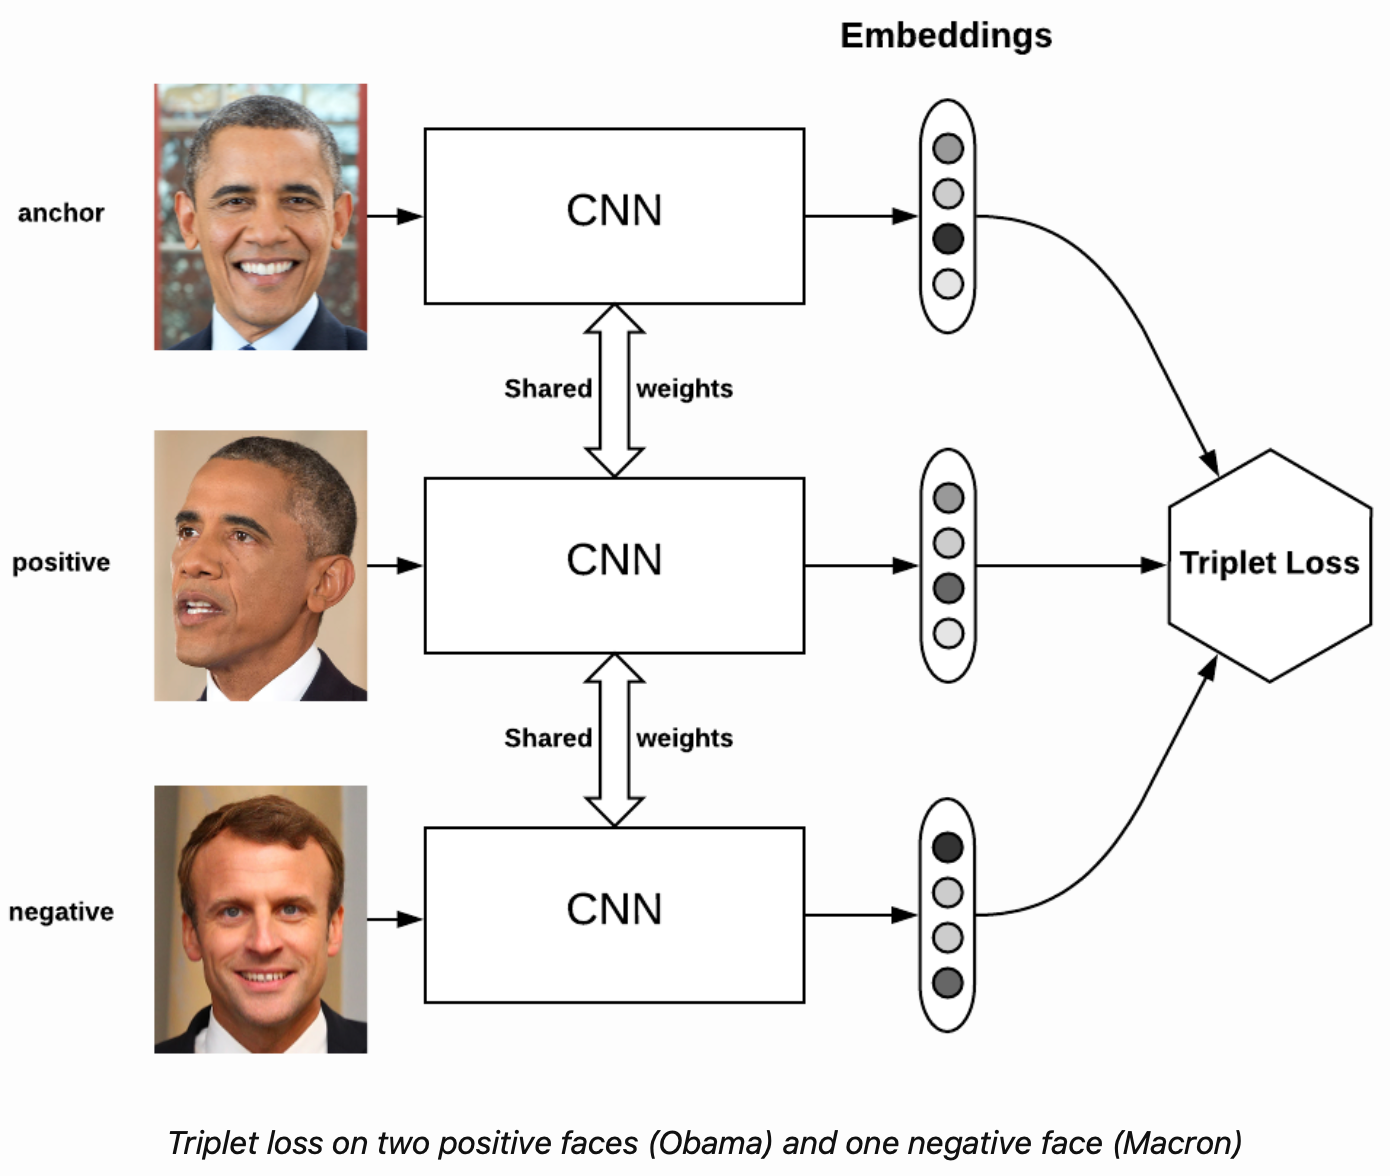 Embeddings
anchor
CNN
Shared weights
positive
CNN
Triplet Loss
Shared weights
negative
CNN
Triplet loss on two positive faces (Obama) and one negative face (Macron)